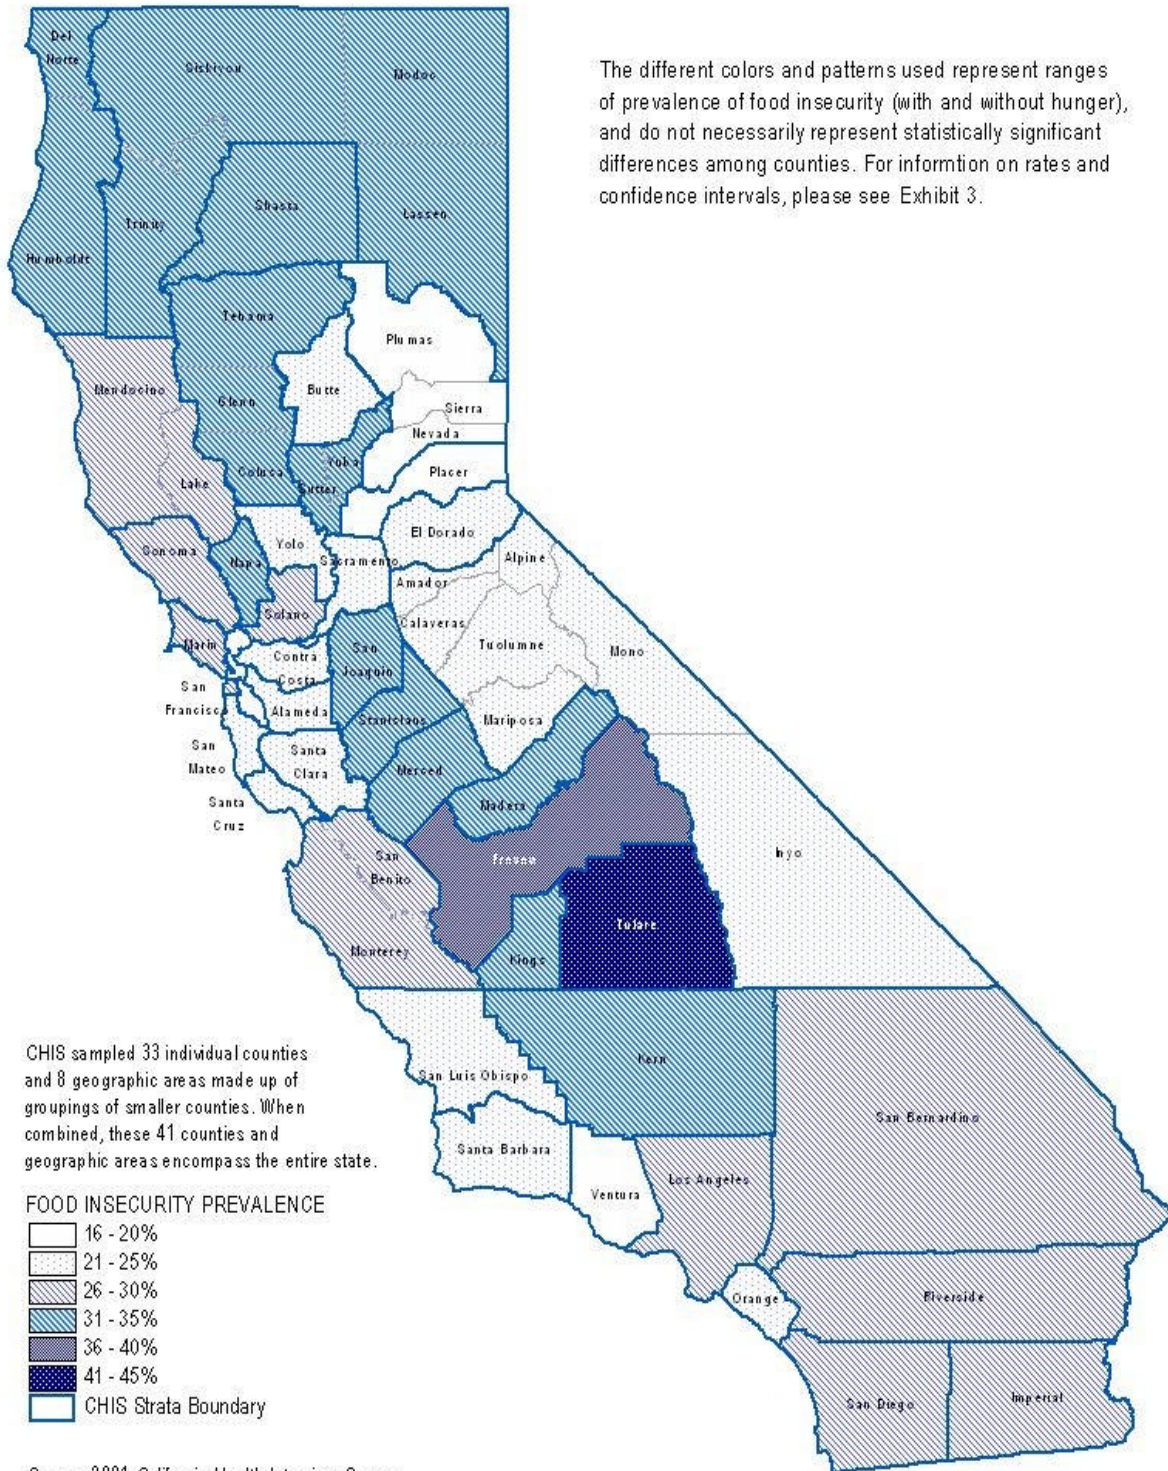 The different colors and patterns used represent ranges
of prevalence of food insecurity (with and without hunger),
and do not necessarily represent statistically significant
differences among counties. For informtion on rates and
confidence intervals, please see Exhibit 3.
Del
Norte
Siskiyou
Modoc
Shasta
Lassen
Trinity
Humboldt
Tehama
Plumas
Mendocino
Butte
Glenn
Sierra
Nevada
Colusa
Yuba
Placer
Lake
Sutter
El Dorado
Sonoma
Yolo
Napa
Sacramento
Alpine
Amador
Solano
Calaveras
Marin
San
Joaquin
Tuolumne
Contra
Costa
Mono
San
Francisco
Alameda
Stanislaus
Mariposa
San
Mateo
Santa
Clara
Merced
Santa
Cruz
Madera
San
Benito
Fresno
Inyo
Tulare
Monterey
Kings
Kern
San Luis Obispo
San Bernardino
Santa Barbara
Los Angeles
Ventura
Orange
Riverside
San Diego
Imperial
CHIS sampled 33 individual counties
and 8 geographic areas made up of
groupings of smaller counties. When
combined, these 41 counties and
geographic areas encompass the entire state.
FOOD INSECURITY PREVALENCE
16 - 20%
21 - 25%
26 - 30%
31 - 35%
36 - 40%
41 - 45%
CHIS Strata Boundary